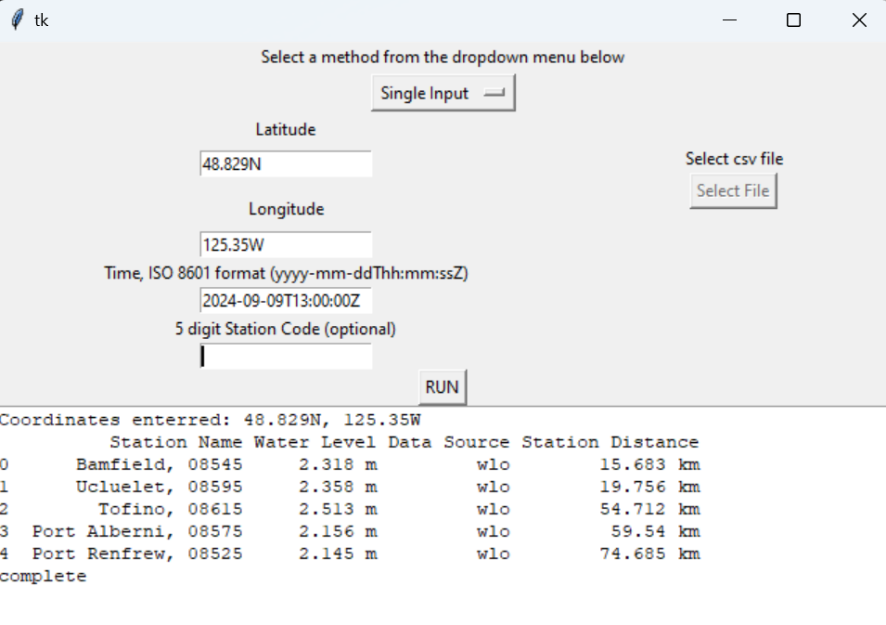 tk
Select a method from the dropdown menu below
Single Input
Latitude
48.829N
Select csv file
Select File
Longitude
125.35W
Time, ISO 8601 format (yyyy-mm-ddThh:mm:ssZ)
2024-09-09T13:00:00Z
5 digit Station Code (optional)
RUN
Coordinates enterred: 48.829N, 125.35W
Station Name Water Level Data Source Station Distance
0 Bamfield, 08545 2.318 m wlo 15.683 km
1 Ucluelet, 08595 2.358 m wlo 19.756 km
2 Tofino, 08615 2.513 m wlo 54.712 km
3 Port Alberni, 08575 2.156 m wlo 59.54 km
4 Port Renfrew, 08525 2.145 m wlo 74.685 km
complete